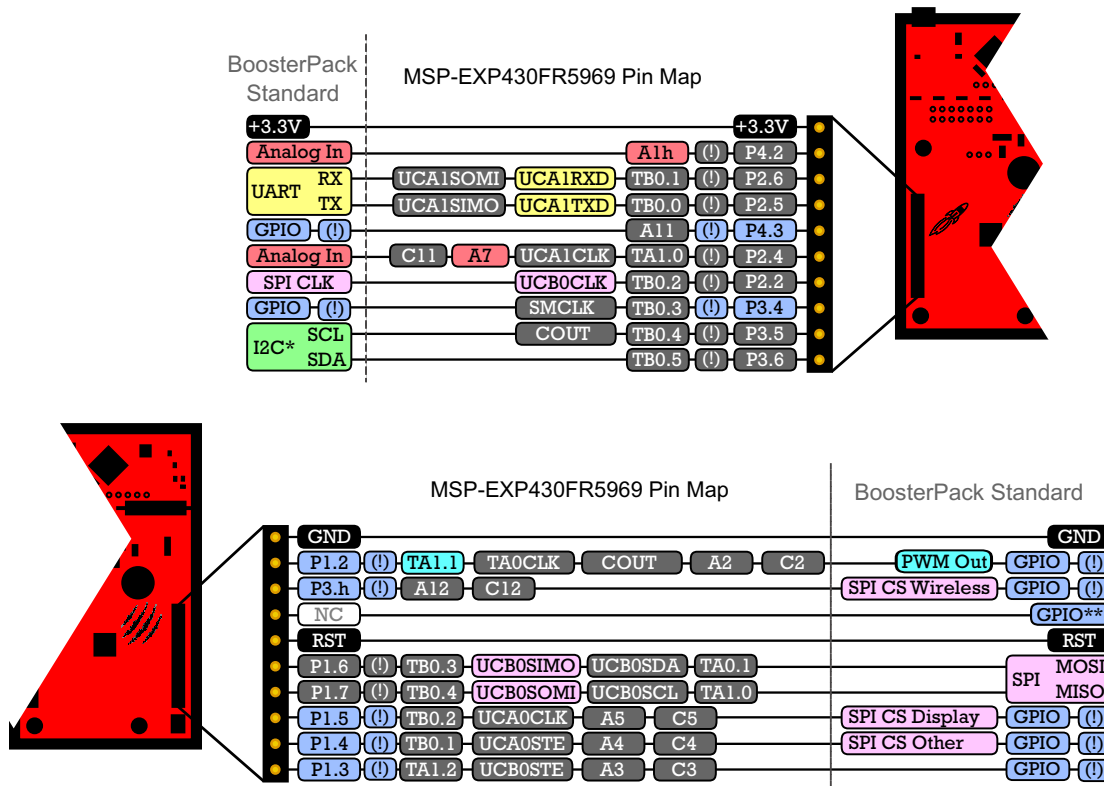 BoosterPack
Standard
MSP-EXP430FR5969 Pin Map
+3.3V +3.3V
Analog In A1h (!) P4.2
UART RX UCA1SOMI UCA1RXD TB0.1 (!) P2.6
TX UCA1SIMO UCA1TXD TB0.0 (!) P2.5
GPIO (!) A11 (!) P4.3
Analog In C11 A7 UCA1CLK TA1.0 (!) P2.4
SPI CLK UCB0CLK TB0.2 (!) P2.2
GPIO (!) SMCLK TB0.3 (!) P3.4
I2C* SCL COUT TB0.4 (!) P3.5
SDA TB0.5 (!) P3.6
MSP-EXP430FR5969 Pin Map
BoosterPack Standard
GND GND
P1.2 (!) TA1.1 TA0CLK COUT A2 C2 PWM Out GPIO (!)
P3.h (!) A12 C12 SPI CS Wireless GPIO (!)
NC GPIO**
RST RST
P1.6 (!) TB0.3 UCB0SIMO UCB0SDA TA0.1 SPI MOSI
P1.7 (!) TB0.4 UCB0SOMI UCB0SCL TA1.0 MISO
P1.5 (!) TB0.2 UCA0CLK A5 C5 SPI CS Display GPIO (!)
P1.4 (!) TB0.1 UCA0STE A4 C4 SPI CS Other GPIO (!)
P1.3 (!) TA1.2 UCB0STE A3 C3 GPIO (!)